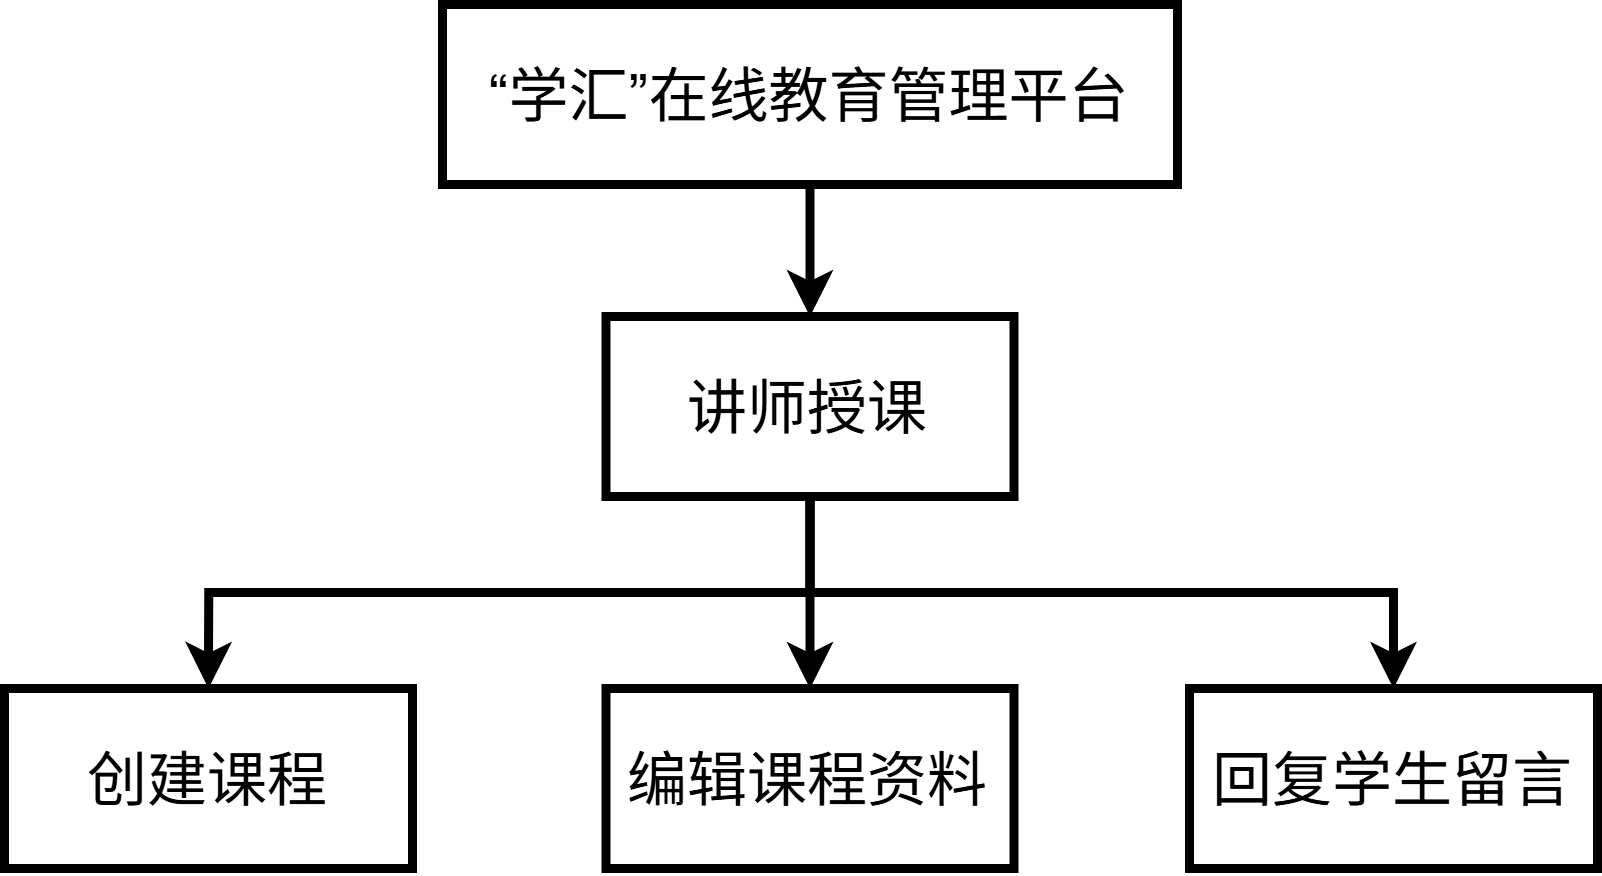 “学汇”在线教育管理平台
讲师授课
创建课程
编辑课程资料
回复学生留言